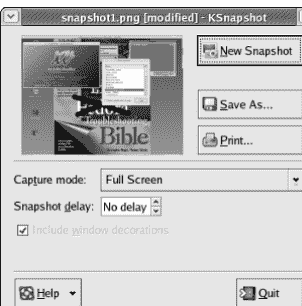 snapshot1.png [modified] - KSnapshot
New Snapshot
Troubleshooting
Bible
Save As...
Print...
Capture mode: Full Screen
Snapshot delay: No delay
Include window decorations
Help
Quit